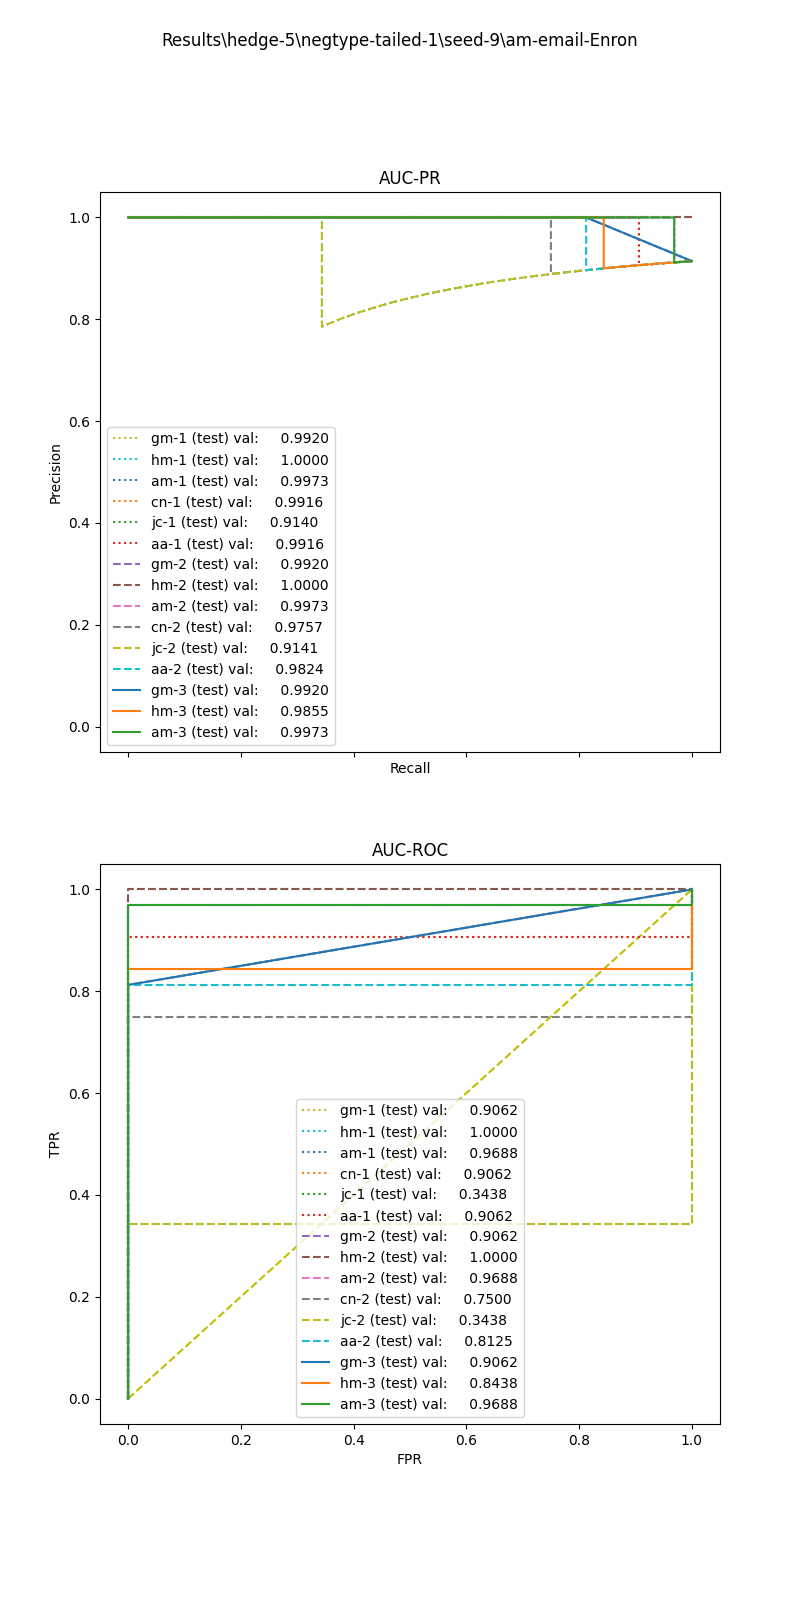 Results\hedge-5\negtype-tailed-1\seed-9\am-email-Enron
AUC-PR
1.0
0.8
0.6
0.4
0.2
0.0
Precision
gm-1 (test) val: 0.9920
hm-1 (test) val: 1.0000
am-1 (test) val: 0.9973
cn-1 (test) val: 0.9916
jc-1 (test) val: 0.9140
aa-1 (test) val: 0.9916
gm-2 (test) val: 0.9920
hm-2 (test) val: 1.0000
am-2 (test) val: 0.9973
cn-2 (test) val: 0.9757
jc-2 (test) val: 0.9141
aa-2 (test) val: 0.9824
gm-3 (test) val: 0.9920
hm-3 (test) val: 0.9855
am-3 (test) val: 0.9973
Recall
AUC-ROC
1.0
0.8
0.6
0.4
0.2
0.0
TPR
gm-1 (test) val: 0.9062
hm-1 (test) val: 1.0000
am-1 (test) val: 0.9688
cn-1 (test) val: 0.9062
jc-1 (test) val: 0.3438
aa-1 (test) val: 0.9062
gm-2 (test) val: 0.9062
hm-2 (test) val: 1.0000
am-2 (test) val: 0.9688
cn-2 (test) val: 0.7500
jc-2 (test) val: 0.3438
aa-2 (test) val: 0.8125
gm-3 (test) val: 0.9062
hm-3 (test) val: 0.8438
am-3 (test) val: 0.9688
0.0 0.2 0.4 0.6 0.8 1.0
FPR